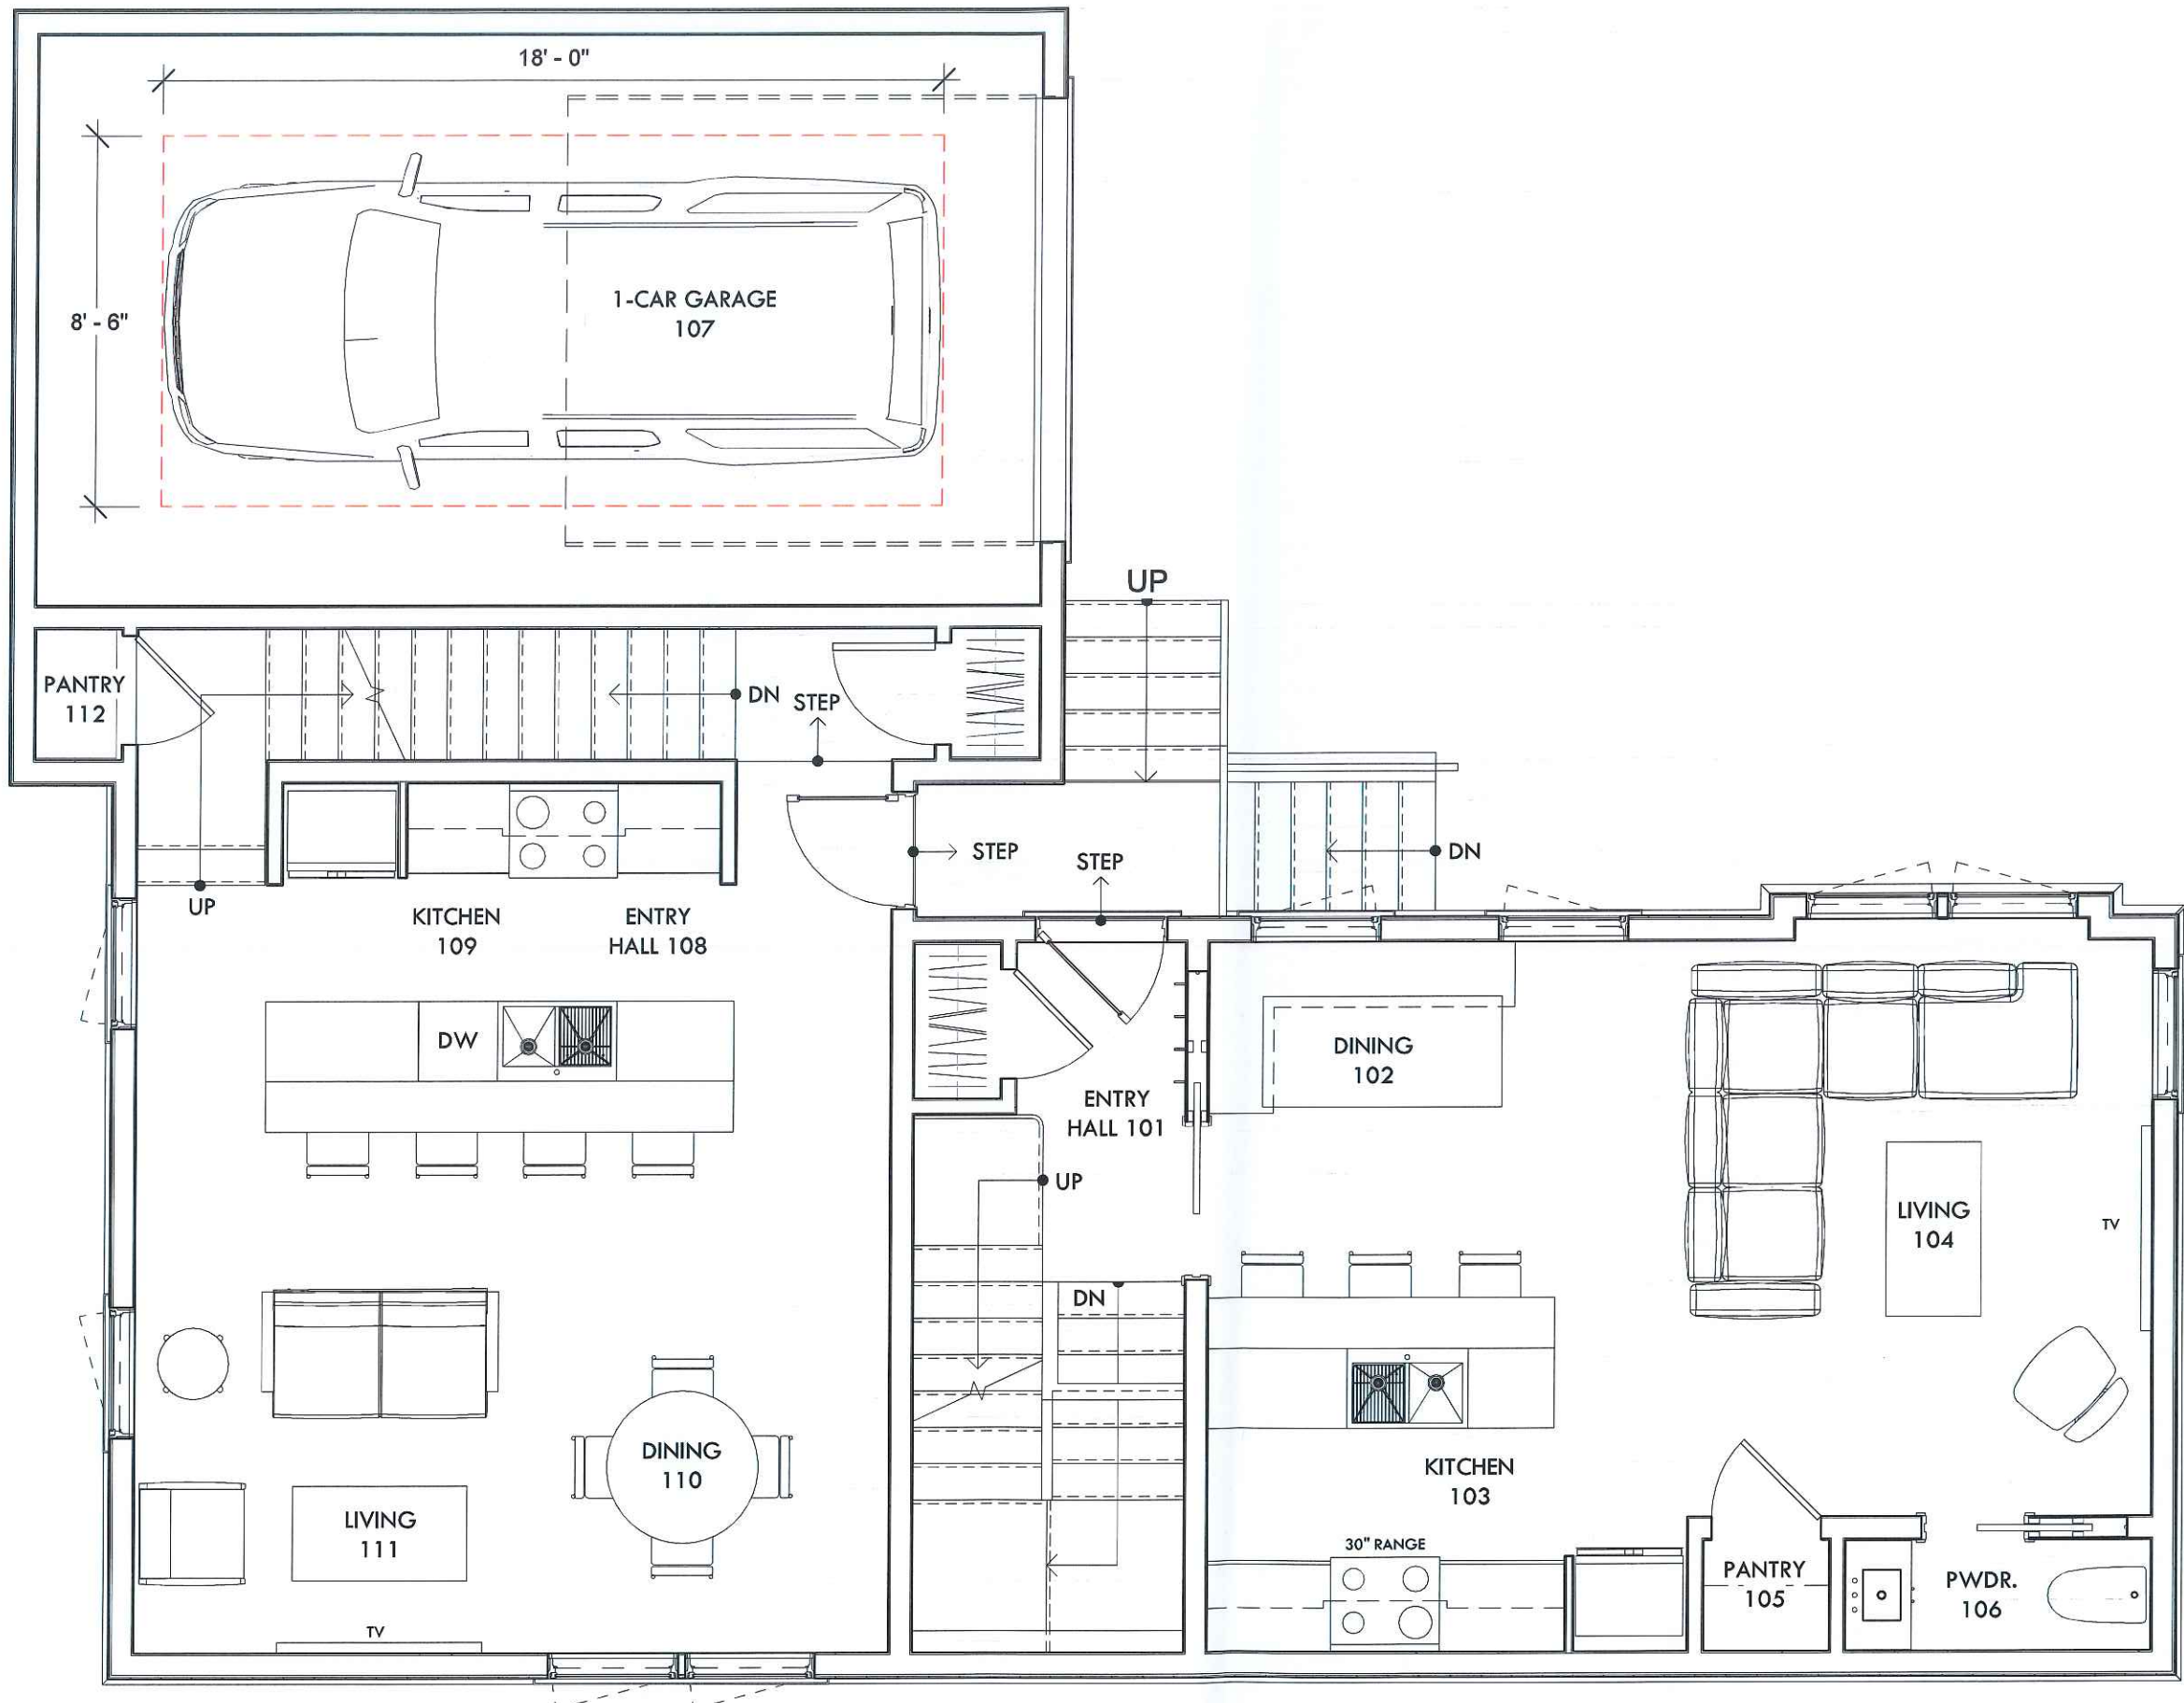 18' - 0"
8' - 6"
1-CAR GARAGE
107
UP
PANTRY
112
DN
STEP
STEP
STEP
DN
UP
KITCHEN
109
ENTRY
HALL 108
DW
DINING
102
ENTRY
HALL 101
UP
LIVING
104
TV
DN
DINING
110
KITCHEN
103
LIVING
111
30" RANGE
PANTRY
105
PWDR.
106
TV